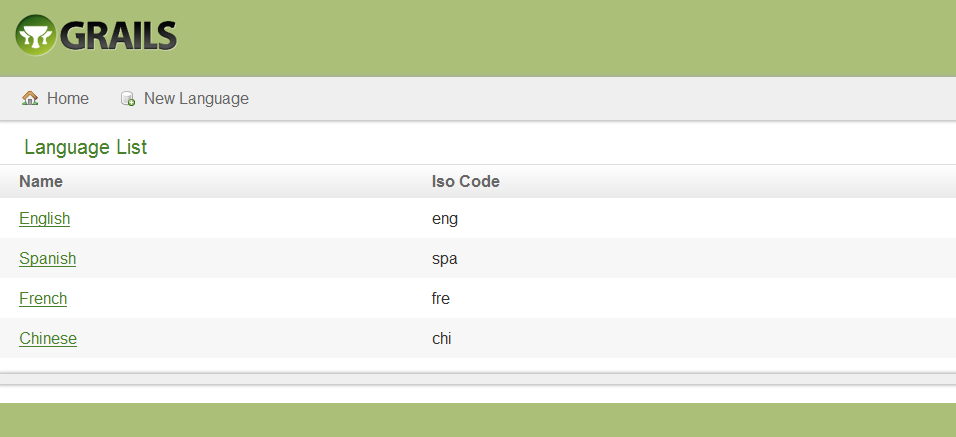 GRAILS
Home New Language
Language List
Name Iso Code
English eng
Spanish spa
French fre
Chinese chi